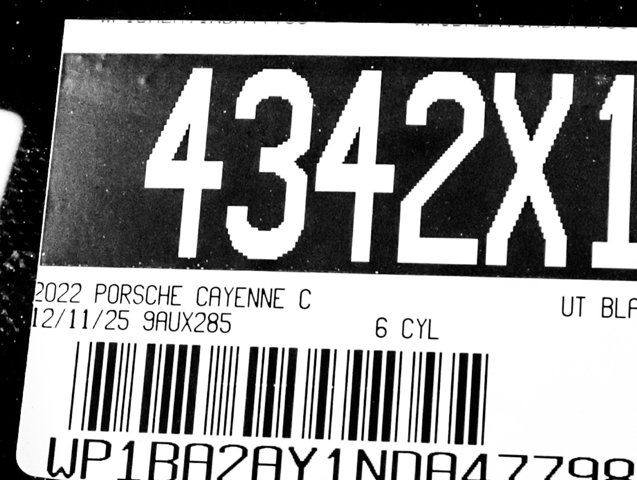 4342X1
2022 PORSCHE CAYENNE C UT BLA
12/11/25 9AUX285 6 CYL
WP1BA2AY1NDA47798